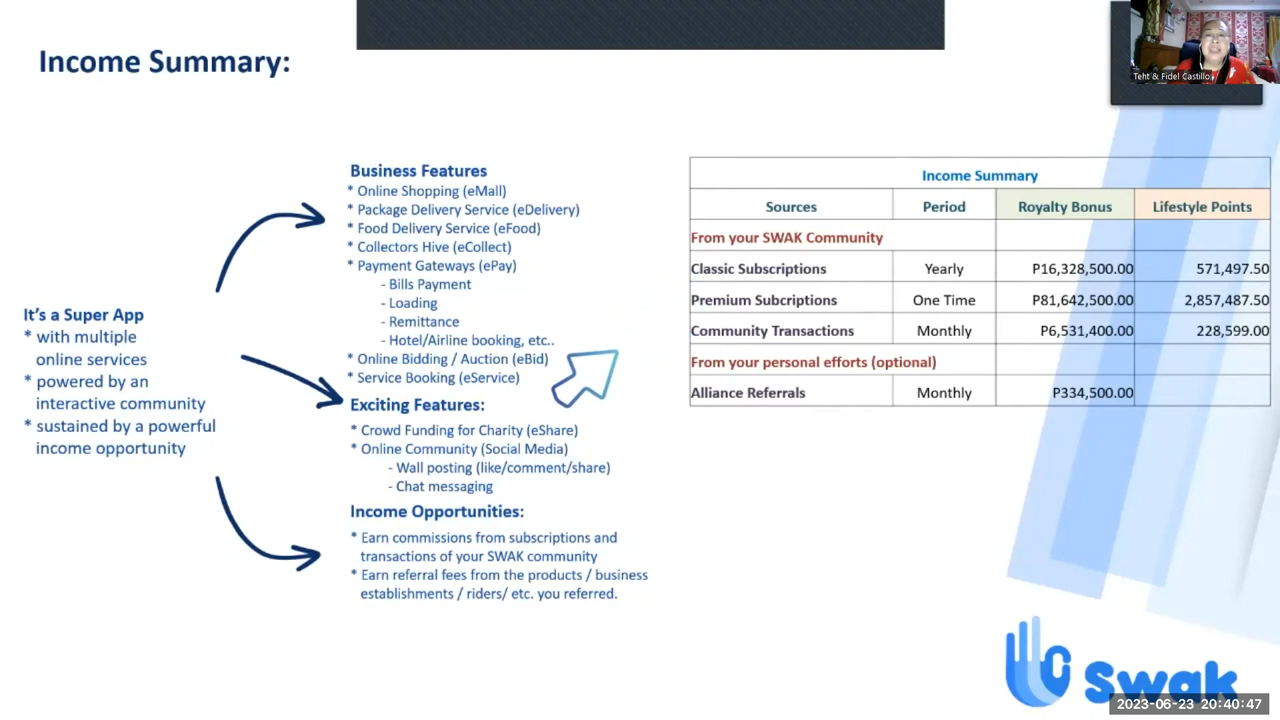 Income Summary:
Teht & Fidel Castillo
It's a Super App
* with multiple
online services
* powered by an
interactive community
* sustained by a powerful
income opportunity
Business Features
* Online Shopping (eMall)
* Package Delivery Service (eDelivery)
* Food Delivery Service (eFood)
* Collectors Hive (eCollect)
* Payment Gateways (ePay)
- Bills Payment
- Loading
- Remittance
- Hotel/Airline booking, etc..
* Online Bidding / Auction (eBid)
* Service Booking (eService)
Exciting Features:
* Crowd Funding for Charity (eShare)
* Online Community (Social Media)
- Wall posting (like/comment/share)
- Chat messaging
Income Opportunities:
* Earn commissions from subscriptions and
transactions of your SWAK community
* Earn referral fees from the products / business
establishments / riders/ etc. you referred.
Income Summary
Sources Period Royalty Bonus Lifestyle Points
From your SWAK Community
Classic Subscriptions Yearly P16,328,500.00 571,497.50
Premium Subcriptions One Time P81,642,500.00 2,857,487.50
Community Transactions Monthly P6,531,400.00 228,599.00
From your personal efforts (optional)
Alliance Referrals Monthly P334,500.00
Swak
2023-06-23 20:40:47